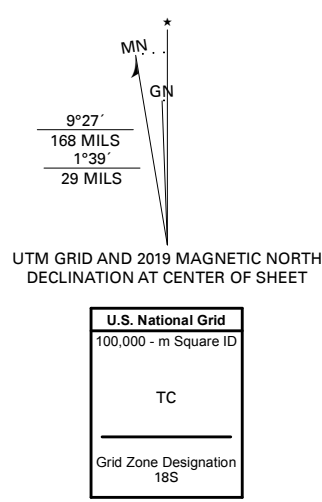 MN
GN
9°27´
168 MILS
1°39´
29 MILS
UTM GRID AND 2019 MAGNETIC NORTH
DECLINATION AT CENTER OF SHEET
U.S. National Grid
100,000 - m Square ID
TC
Grid Zone Designation
18S